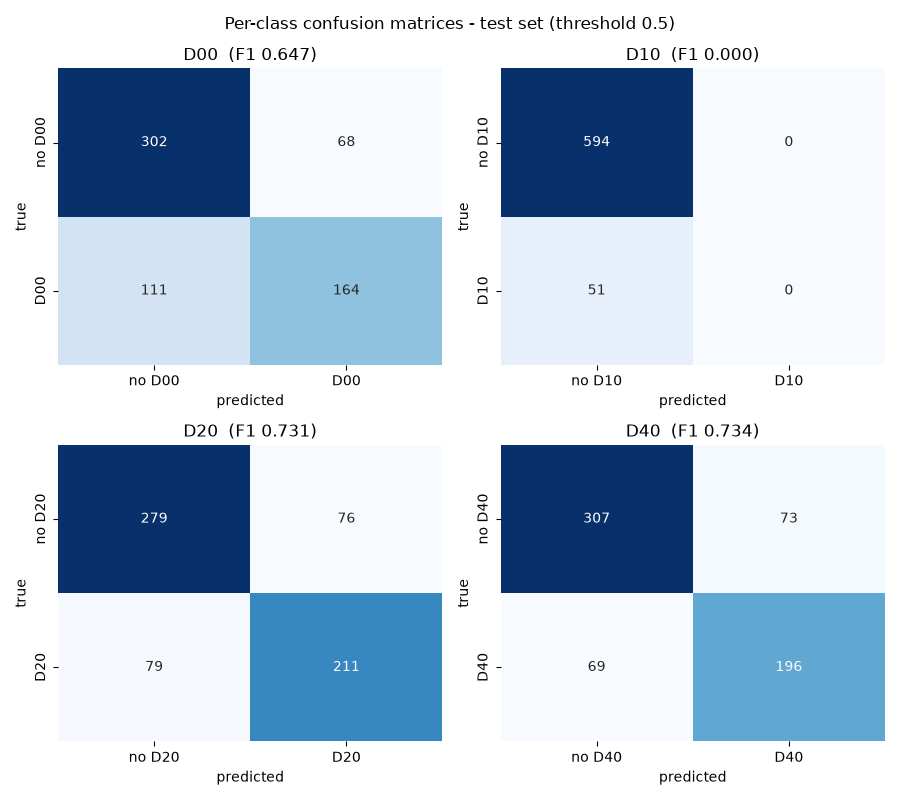 Per-class confusion matrices - test set (threshold 0.5)
D00 (F1 0.647)
no D00
302
68
true
D00
111
164
no D00
D00
predicted
D10 (F1 0.000)
no D10
594
0
true
D10
51
0
no D10
D10
predicted
D20 (F1 0.731)
no D20
279
76
true
D20
79
211
no D20
D20
predicted
D40 (F1 0.734)
no D40
307
73
true
D40
69
196
no D40
D40
predicted